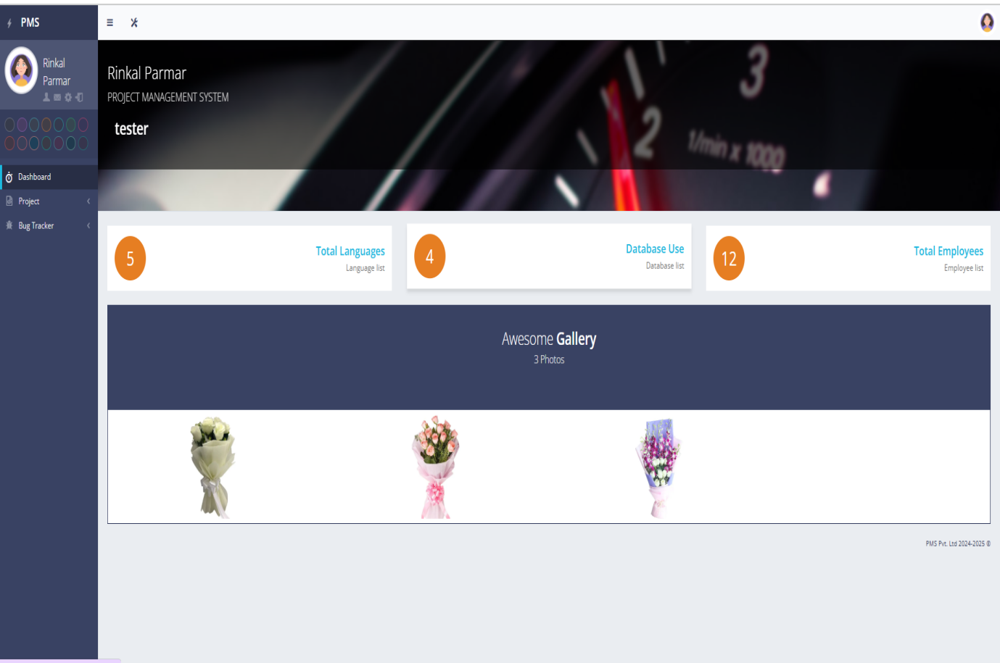 PMS
Rinkal
Parmar
Dashboard
Project
Bug Tracker
Rinkal Parmar
PROJECT MANAGEMENT SYSTEM
tester
3
2
1/min x 1000
5
Total Languages
Language list
4
Database Use
Database list
12
Total Employees
Employee list
Awesome Gallery
3 Photos
PMS Pvt. Ltd 2024-2025 ©